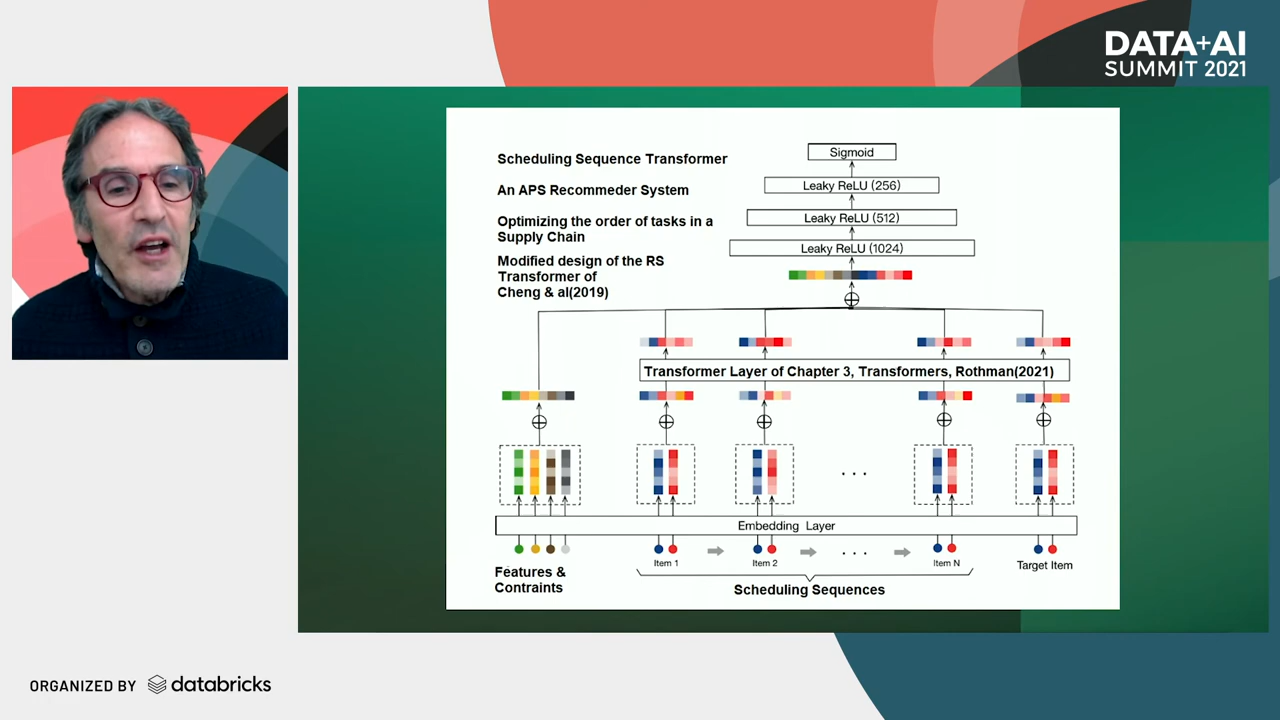 DATA+AI
SUMMIT 2021
Scheduling Sequence Transformer
An APS Recommeder System
Optimizing the order of tasks in a
Supply Chain
Modified design of the RS
Transformer of
Cheng & al(2019)
Sigmoid
Leaky ReLU (256)
Leaky ReLU (512)
Leaky ReLU (1024)
Transformer Layer of Chapter 3, Transformers, Rothman(2021)
. . .
Embedding Layer
. . .
Features &
Contraints
Item 1
Item 2
Item N
Target Item
Scheduling Sequences
ORGANIZED BY databricks